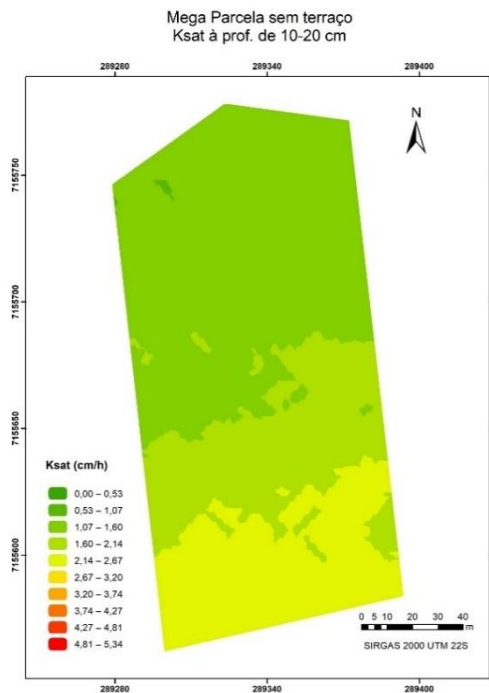 Mega Parcela sem terraço
Ksat à prof. de 10-20 cm
289280 289340 289400
N
7155750
7155700
7155650
7155600
Ksat (cm/h)
0,00 – 0,53
0,53 – 1,07
1,07 – 1,60
1,60 – 2,14
2,14 – 2,67
2,67 – 3,20
3,20 – 3,74
3,74 – 4,27
4,27 – 4,81
4,81 – 5,34
0 5 10 20 30 40
m
SIRGAS 2000 UTM 22S
289280 289340 289400